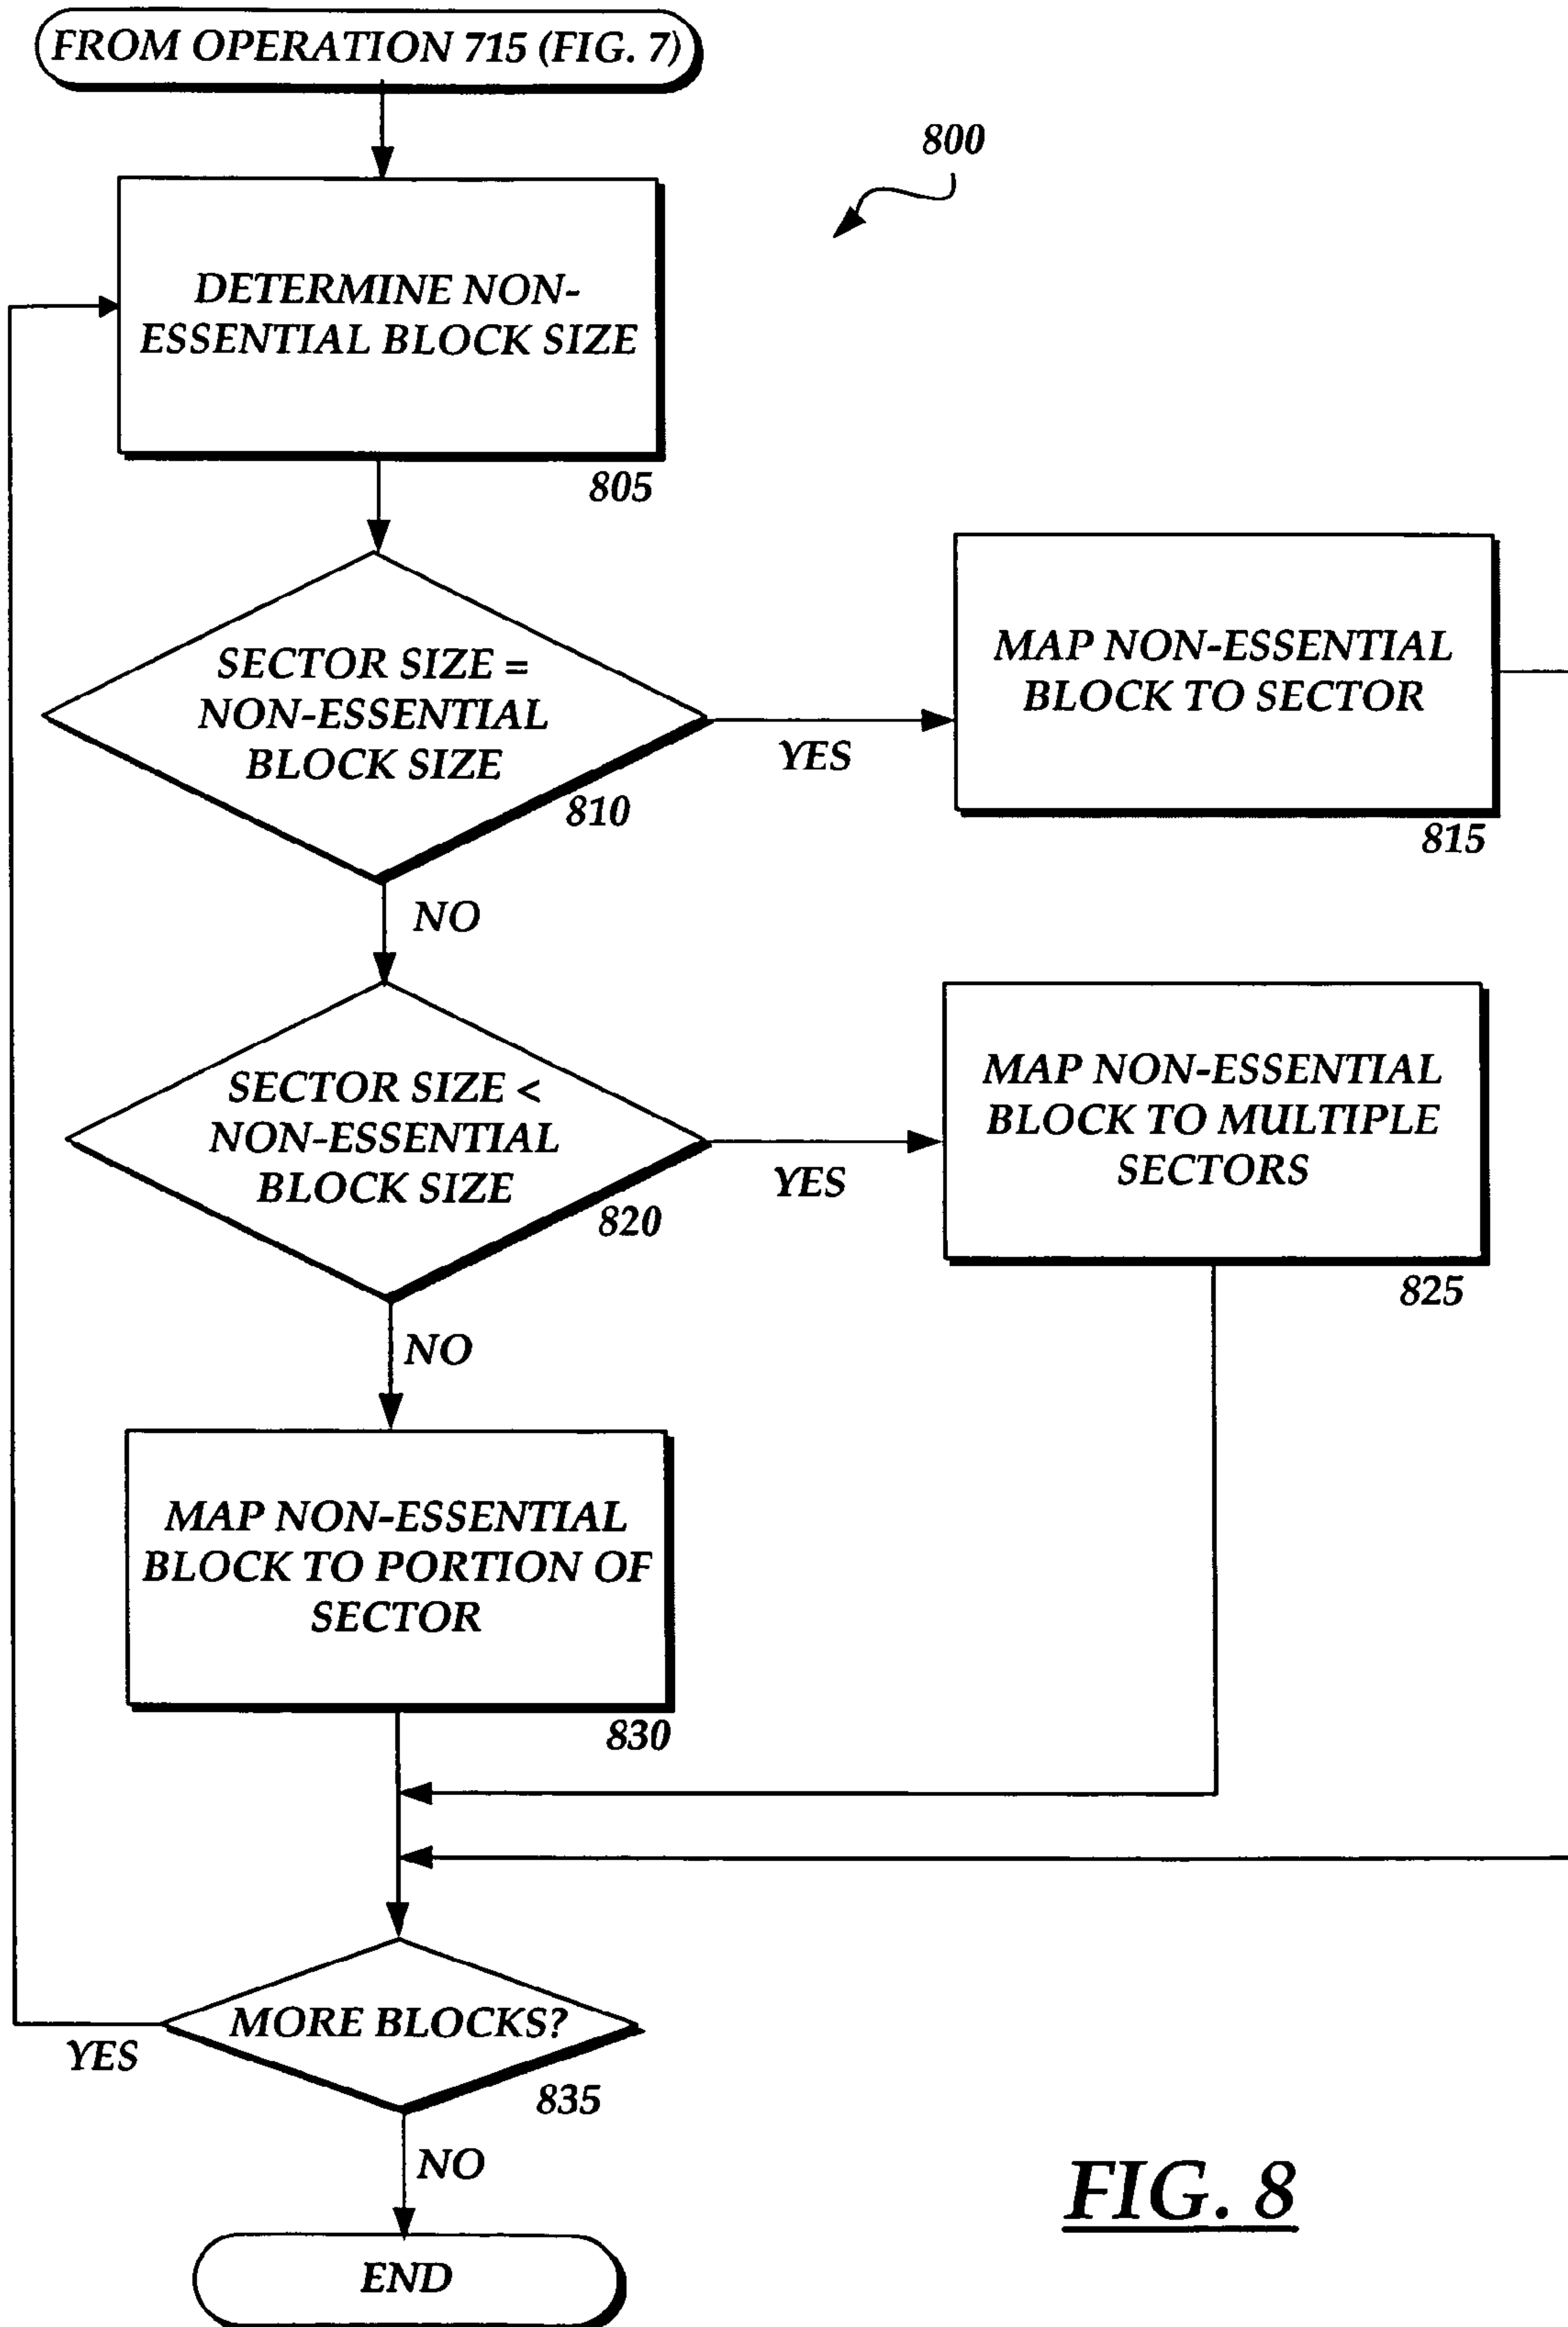 FROM OPERATION 715 (FIG. 7)
800
DETERMINE NON-
ESSENTIAL BLOCK SIZE
805
SECTOR SIZE =
NON-ESSENTIAL
BLOCK SIZE
810
YES
MAP NON-ESSENTIAL
BLOCK TO SECTOR
815
NO
SECTOR SIZE <
NON-ESSENTIAL
BLOCK SIZE
820
YES
MAP NON-ESSENTIAL
BLOCK TO MULTIPLE
SECTORS
825
NO
MAP NON-ESSENTIAL
BLOCK TO PORTION OF
SECTOR
830
MORE BLOCKS?
YES
835
NO
END
FIG. 8